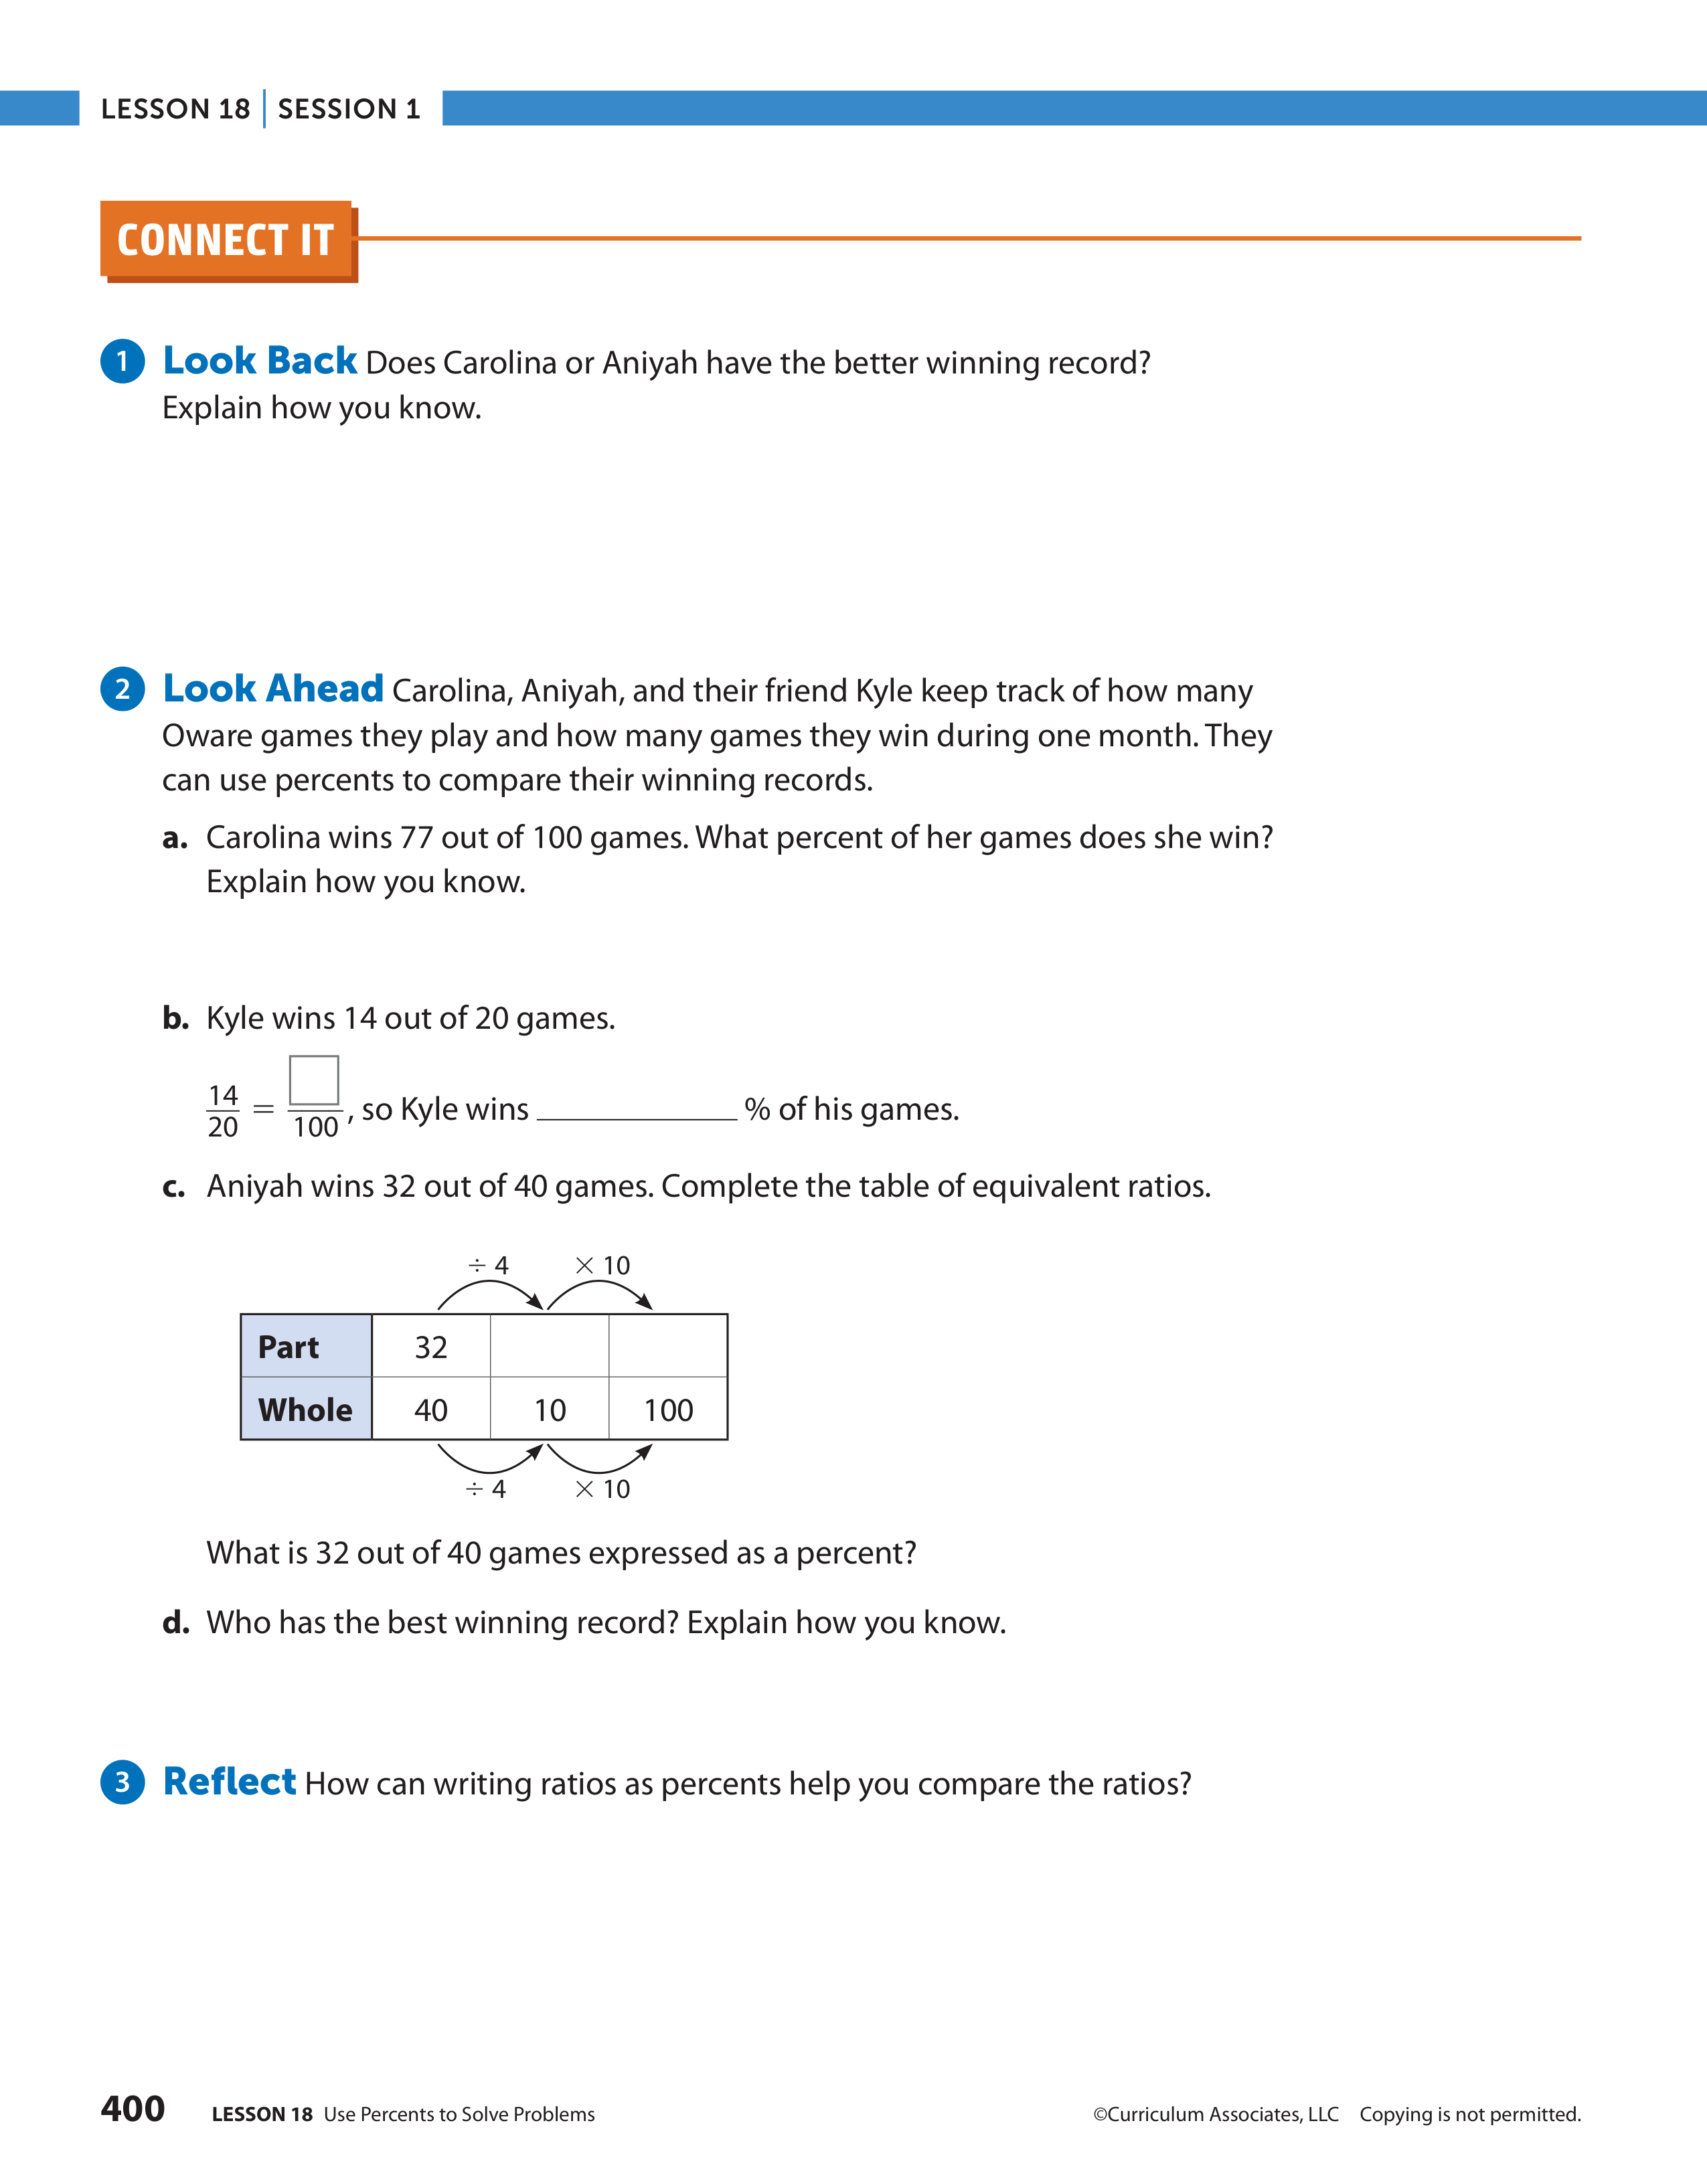 LESSON 18 | SESSION 1
CONNECT IT
1 Look Back Does Carolina or Aniyah have the better winning record?
Explain how you know.
2 Look Ahead Carolina, Aniyah, and their friend Kyle keep track of how many
Oware games they play and how many games they win during one month. They
can use percents to compare their winning records.
a. Carolina wins 77 out of 100 games. What percent of her games does she win?
Explain how you know.
b. Kyle wins 14 out of 20 games.
14/20 = □/100, so Kyle wins ____________ % of his games.
c. Aniyah wins 32 out of 40 games. Complete the table of equivalent ratios.
÷ 4 × 10
Part 32
Whole 40 10 100
÷ 4 × 10
What is 32 out of 40 games expressed as a percent?
d. Who has the best winning record? Explain how you know.
3 Reflect How can writing ratios as percents help you compare the ratios?
400 LESSON 18 Use Percents to Solve Problems ©Curriculum Associates, LLC Copying is not permitted.